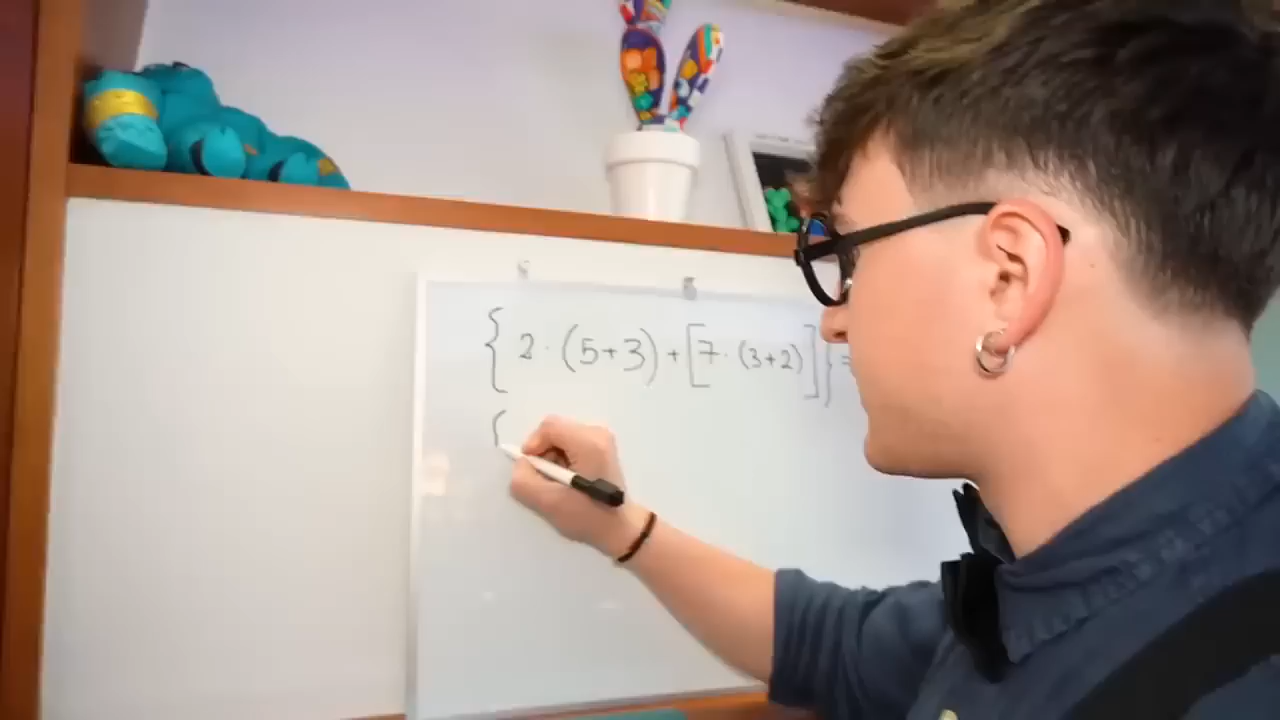 { 2 · (5+3) + [7 · (3+2)] } =
{